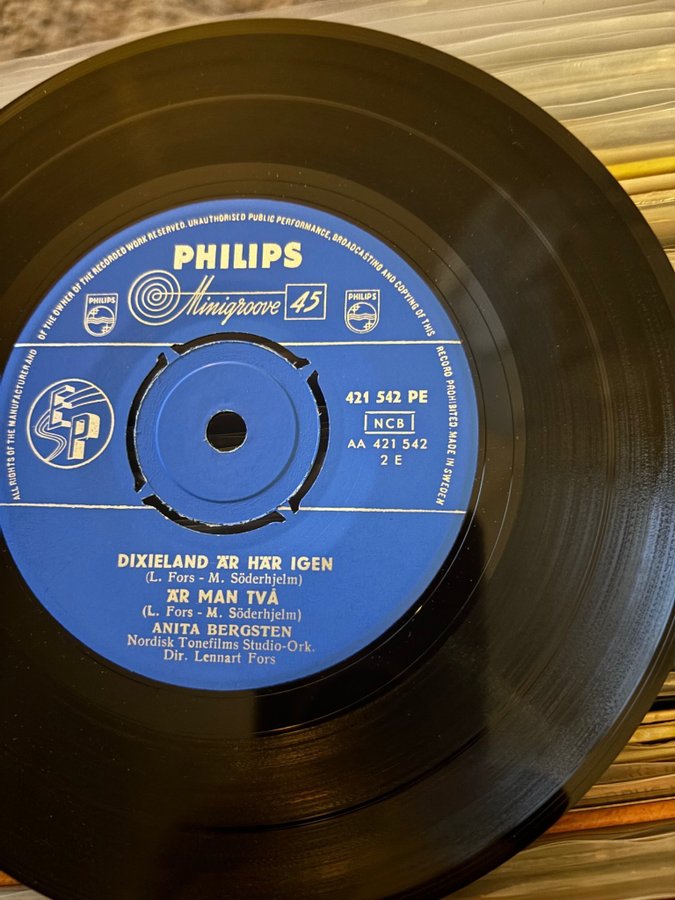 ALL RIGHTS OF THE MANUFACTURER AND OF THE OWNER OF THE RECORDED WORK RESERVED. UNAUTHORISED PUBLIC PERFORMANCE, BROADCASTING AND COPYING OF THIS RECORD PROHIBITED. MADE IN SWEDEN
PHILIPS
Minigroove 45
PHILIPS
PHILIPS
EP
421 542 PE
NCB
AA 421 542
2 E
DIXIELAND ÄR HÄR IGEN
(L. Fors - M. Söderhjelm)
ÄR MAN TVÅ
(L. Fors - M. Söderhjelm)
ANITA BERGSTEN
Nordisk Tonefilms Studio-Ork.
Dir. Lennart Fors